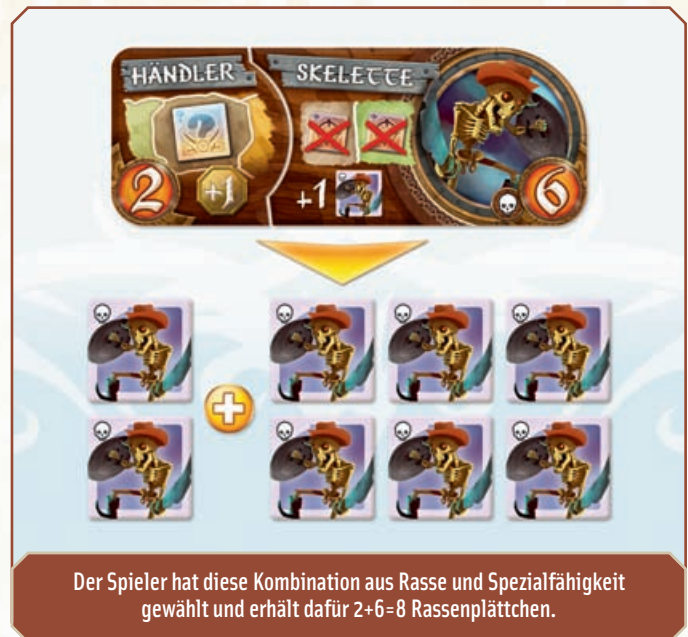 HÄNDLER
SKELETTE
2
+1
+1
6
Der Spieler hat diese Kombination aus Rasse und Spezialfähigkeit
gewählt und erhält dafür 2+6=8 Rassenplättchen.